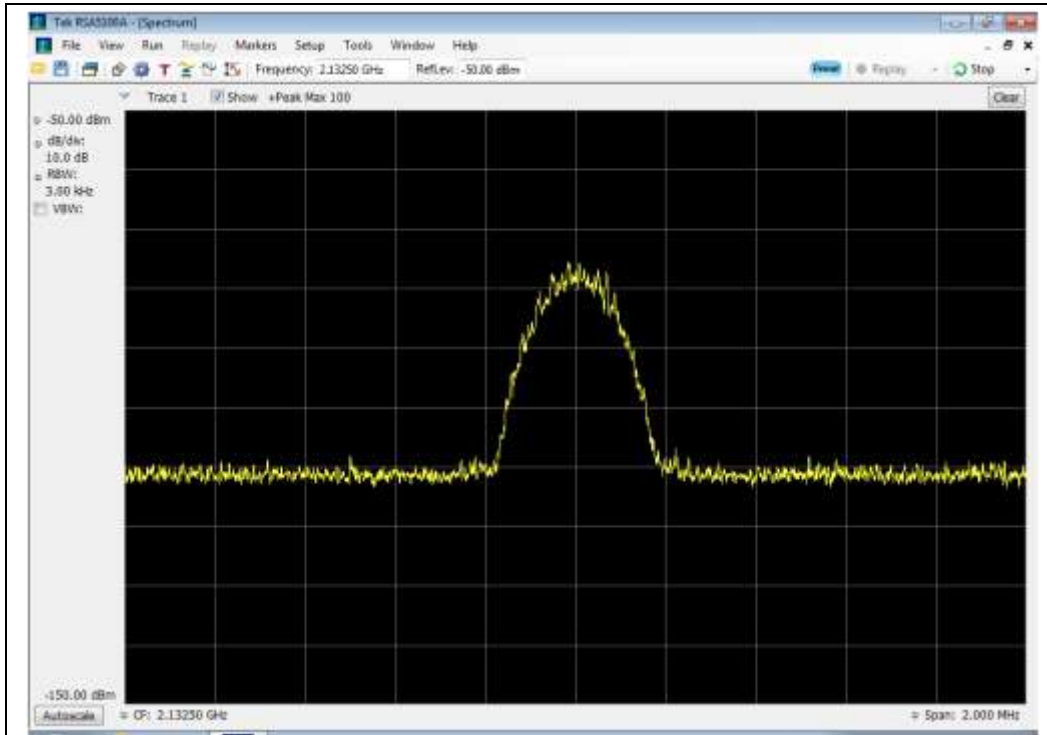 Tek RSA5100A - [Spectrum]
File View Run Replay Markers Setup Tools Window Help
Frequency: 2.13250 GHz RefLev: -50.00 dBm Preset Replay Stop
Trace 1 Show +Peak Max 100 Clear
-50.00 dBm
dB/div:
10.0 dB
RBW:
3.00 kHz
VBW:
-150.00 dBm
Autoscale CF: 2.13250 GHz Span: 2.000 MHz